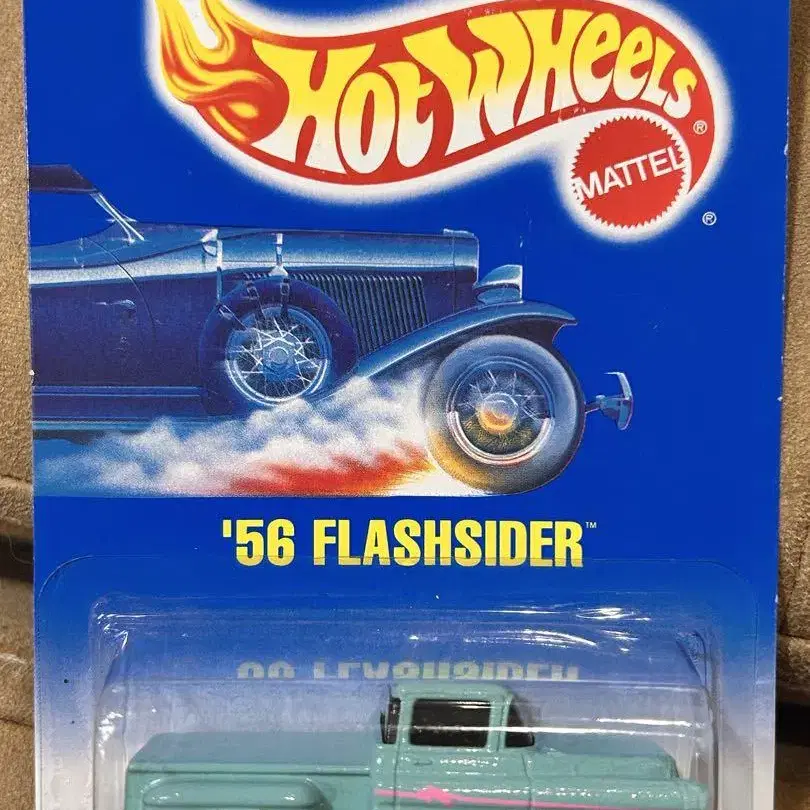 HOT WHEELS®
MATTEL
®
'56 FLASHSIDER™